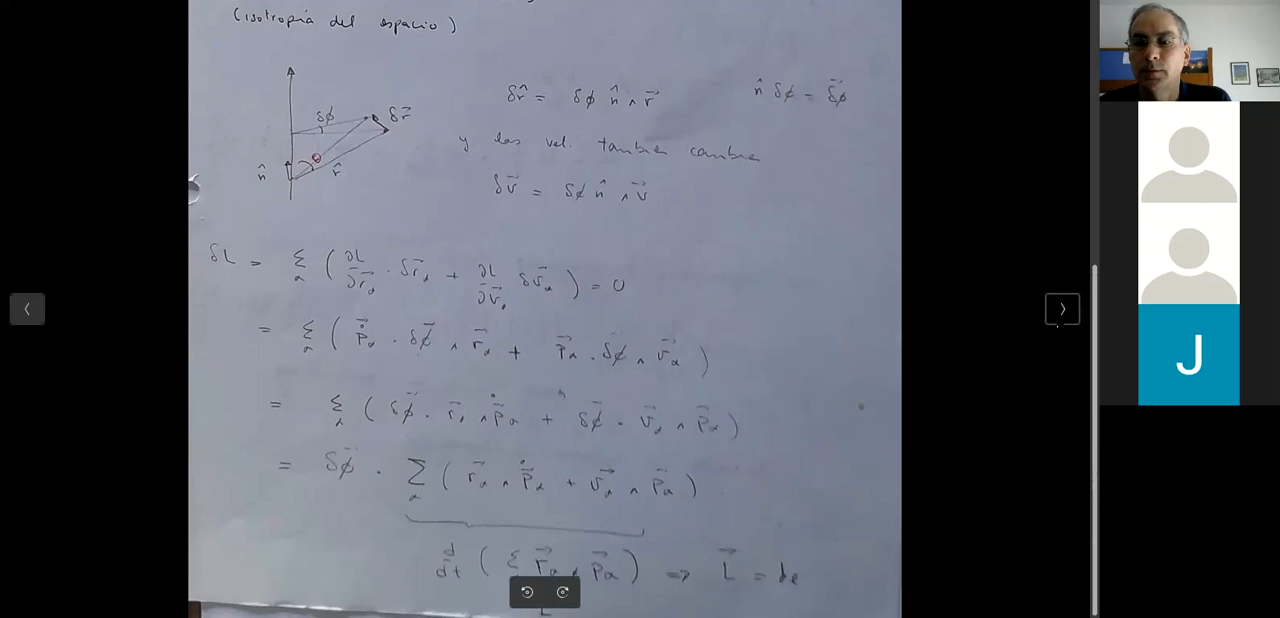 (isotropía del espacio)
δφ δr⃗
n̂ θ r̂
δr̂ = δφ n̂ ∧ r⃗ n̂ δφ = δφ⃗
y las vel. tambien cambia
δv⃗ = δφ n̂ ∧ v⃗
δL = Σ_α ( ∂L/∂r⃗_α · δr⃗_α + ∂L/∂v⃗_α δv⃗_α ) = 0
= Σ_α ( ṗ⃗_α · δφ⃗ ∧ r⃗_α + p⃗_α · δφ⃗ ∧ v⃗_α )
= Σ_α ( δφ⃗ · r⃗_α ∧ ṗ⃗_α + δφ⃗ · v⃗_α ∧ p⃗_α )
= δφ⃗ · Σ_α ( r⃗_α ∧ ṗ⃗_α + v⃗_α ∧ p⃗_α )
d/dt ( Σ r⃗_α ∧ p⃗_α ) ⇒ L⃗ =
J